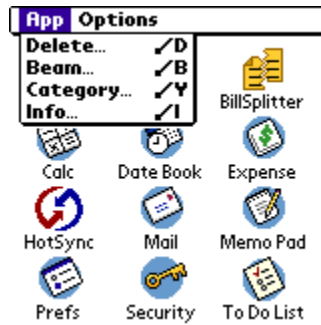 App Options
Delete... ✓D
Beam... ✓B
Category... ✓Y
Info... ✓I
BillSplitter
Calc Date Book Expense
HotSync Mail Memo Pad
Prefs Security To Do List